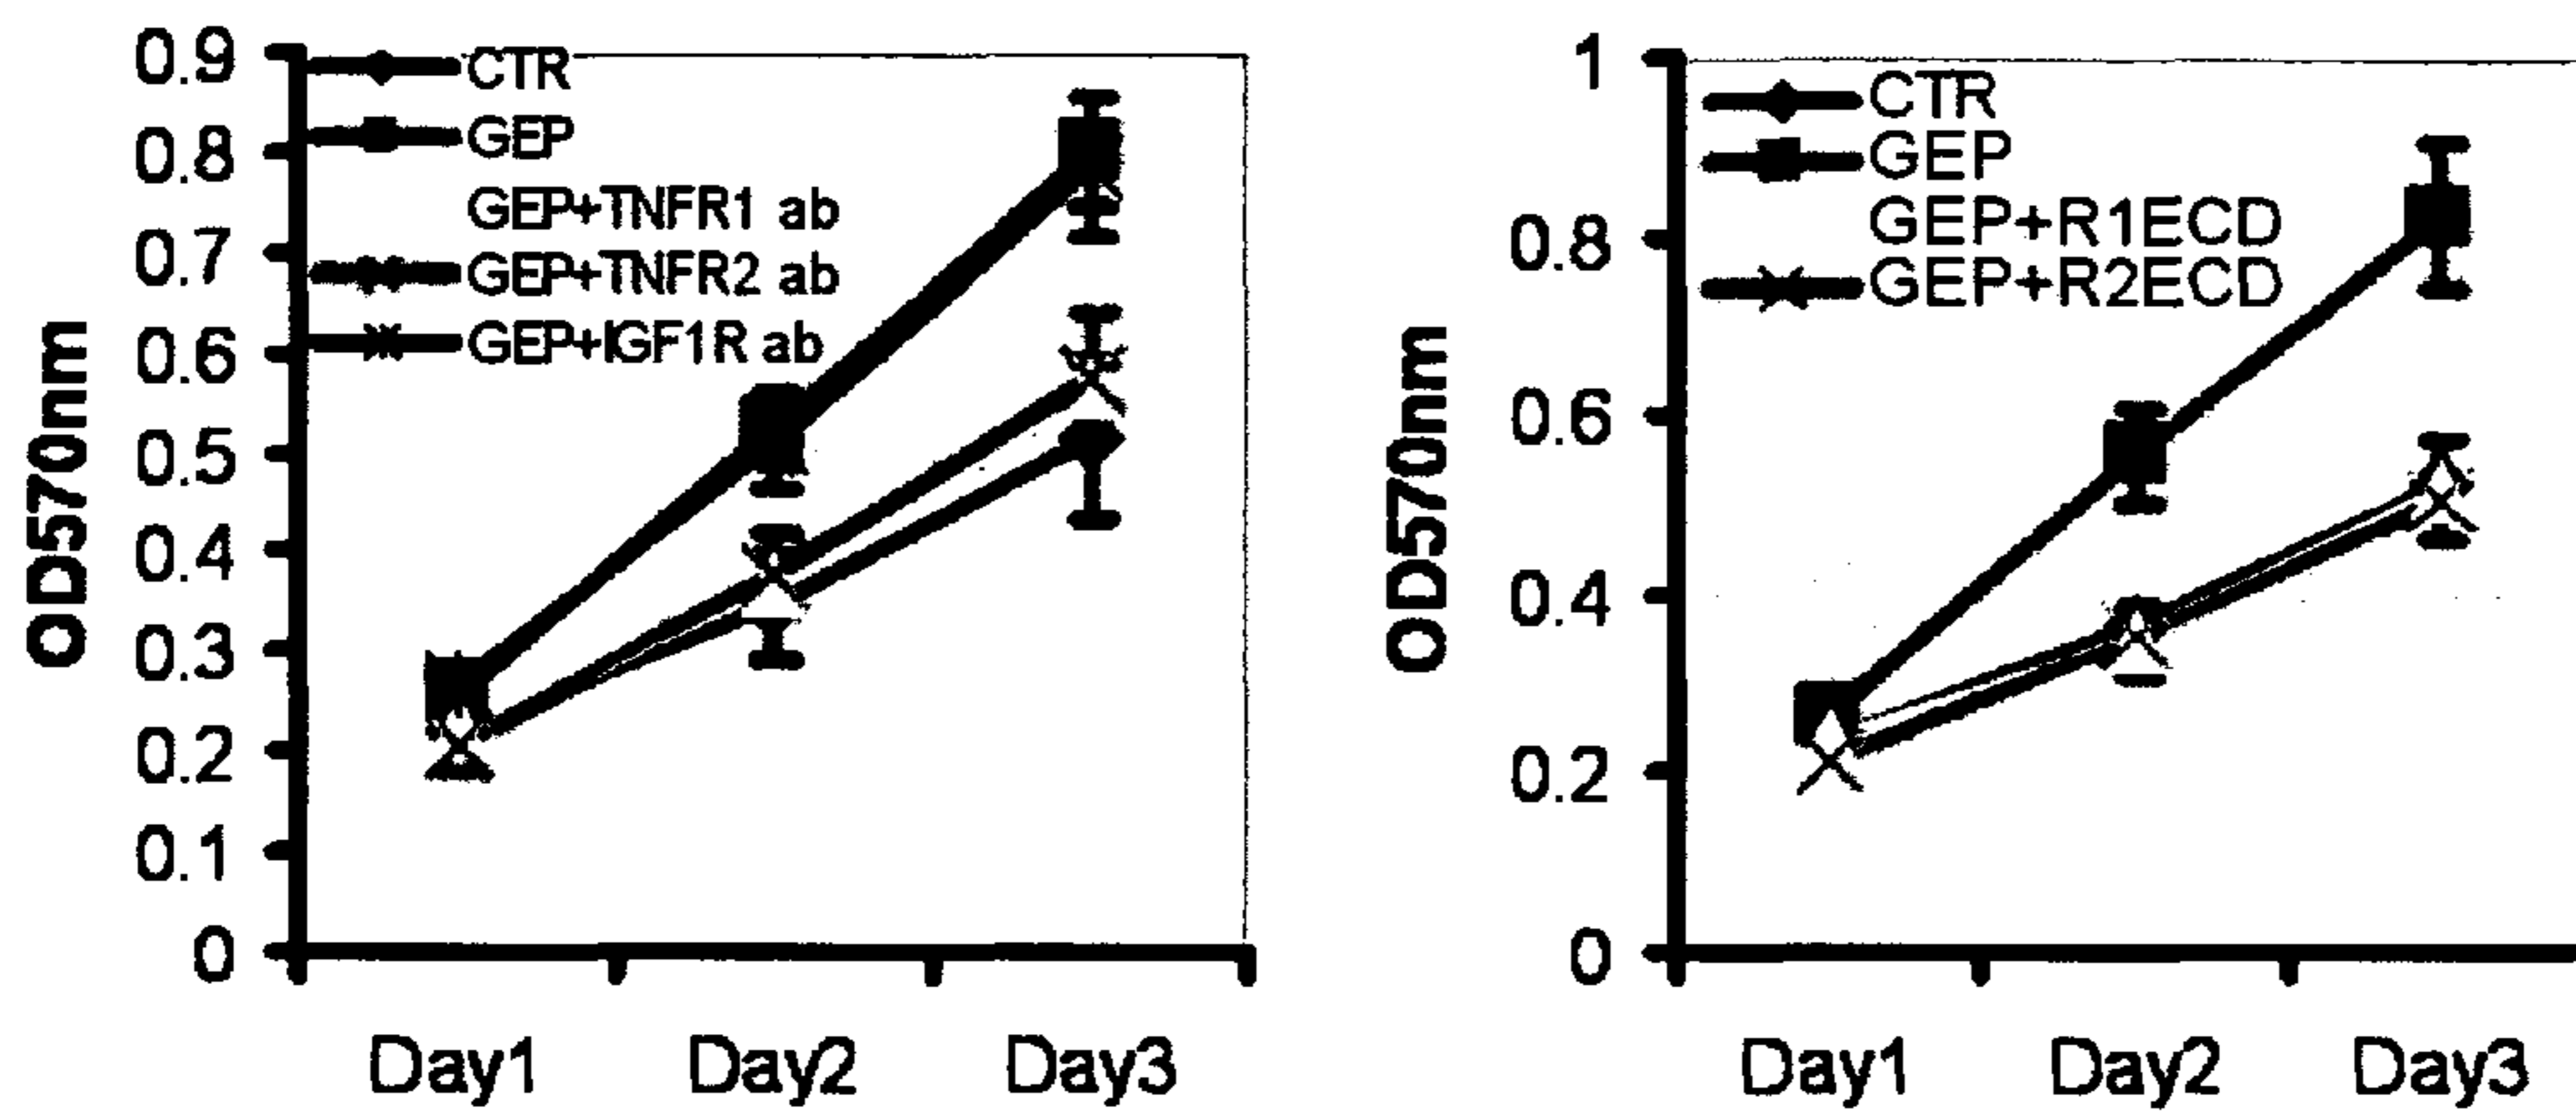 0.9
0.8
0.7
0.6
0.5
0.4
0.3
0.2
0.1
0
OD570nm
CTR
GEP
GEP+TNFR1 ab
GEP+TNFR2 ab
GEP+IGF1R ab
Day1 Day2 Day3
1
0.8
0.6
0.4
0.2
0
OD570nm
CTR
GEP
GEP+R1ECD
GEP+R2ECD
Day1 Day2 Day3